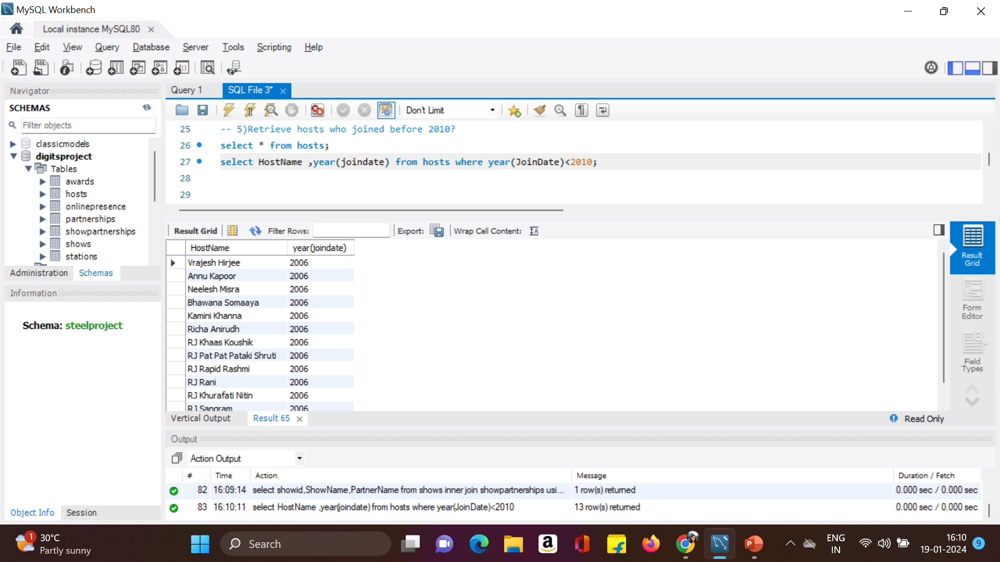 MySQL Workbench
Local instance MySQL80
File Edit View Query Database Server Tools Scripting Help
Navigator
SCHEMAS
Filter objects
classicmodels
digitsproject
Tables
awards
hosts
onlinepresence
partnerships
showpartnerships
shows
stations
Administration Schemas
Information
Schema: steelproject
Object Info Session
Query 1 SQL File 3*
Don't Limit
25 -- 5)Retrieve hosts who joined before 2010?
26 select * from hosts;
27 select HostName ,year(joindate) from hosts where year(JoinDate)<2010;
28
29
Result Grid Filter Rows: Export: Wrap Cell Content:
HostName year(joindate)
Vrajesh Hirjee 2006
Annu Kapoor 2006
Neelesh Misra 2006
Bhawana Somaaya 2006
Kamini Khanna 2006
Richa Anirudh 2006
RJ Khaas Koushik 2006
RJ Pat Pat Pataki Shruti 2006
RJ Rapid Rashmi 2006
RJ Rani 2006
RJ Khurafati Nitin 2006
RJ Sangram 2006
Result
Grid
Form
Editor
Field
Types
Vertical Output Result 65 Read Only
Output
Action Output
# Time Action Message Duration / Fetch
82 16:09:14 select showid,ShowName,PartnerName from shows inner join showpartnerships usi... 1 row(s) returned 0.000 sec / 0.000 sec
83 16:10:11 select HostName ,year(joindate) from hosts where year(JoinDate)<2010 13 row(s) returned 0.000 sec / 0.000 sec
1 30°C
Partly sunny
Search
ENG
IN
16:10
19-01-2024
9